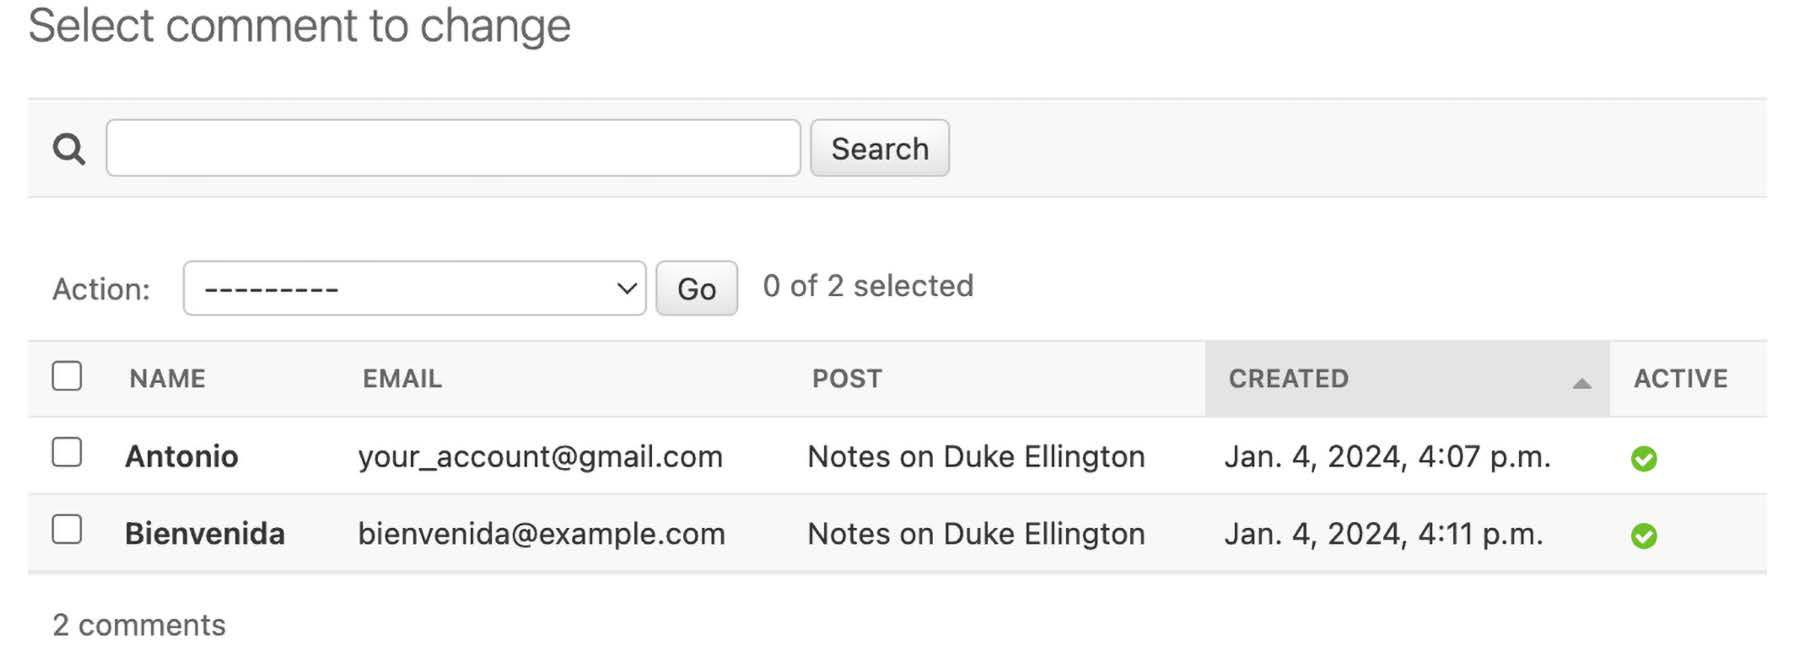 Select comment to change
Search
Action: --------- Go 0 of 2 selected
NAME EMAIL POST CREATED ACTIVE
Antonio your_account@gmail.com Notes on Duke Ellington Jan. 4, 2024, 4:07 p.m.
Bienvenida bienvenida@example.com Notes on Duke Ellington Jan. 4, 2024, 4:11 p.m.
2 comments